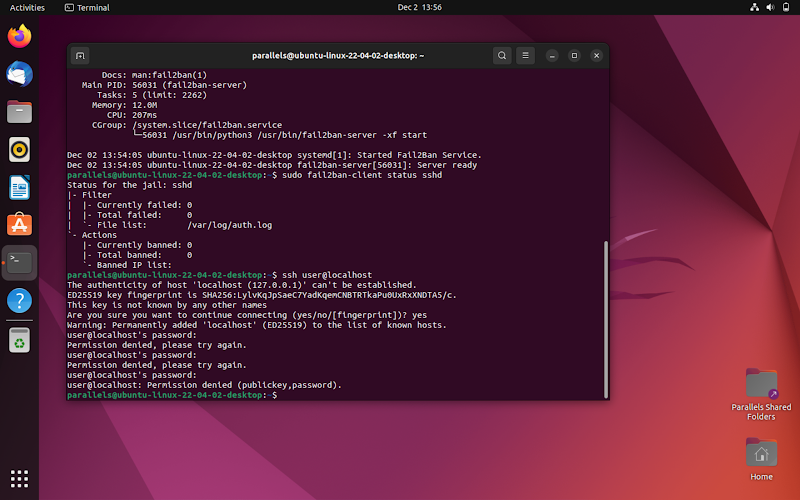 Activities
Terminal
Dec 2 13:56
parallels@ubuntu-linux-22-04-02-desktop: ~
Docs: man:fail2ban(1)
Main PID: 56031 (fail2ban-server)
Tasks: 5 (limit: 2262)
Memory: 12.0M
CPU: 207ms
CGroup: /system.slice/fail2ban.service
└─56031 /usr/bin/python3 /usr/bin/fail2ban-server -xf start
Dec 02 13:54:05 ubuntu-linux-22-04-02-desktop systemd[1]: Started Fail2Ban Service.
Dec 02 13:54:05 ubuntu-linux-22-04-02-desktop fail2ban-server[56031]: Server ready
parallels@ubuntu-linux-22-04-02-desktop:~$ sudo fail2ban-client status sshd
Status for the jail: sshd
|- Filter
|  |- Currently failed: 0
|  |- Total failed:     0
|  `- File list:        /var/log/auth.log
`- Actions
   |- Currently banned: 0
   |- Total banned:     0
   `- Banned IP list:
parallels@ubuntu-linux-22-04-02-desktop:~$ ssh user@localhost
The authenticity of host 'localhost (127.0.0.1)' can't be established.
ED25519 key fingerprint is SHA256:LylvKqJpSaeC7YadKqemCNBTRTkaPu0UxRxXNDTA5/c.
This key is not known by any other names
Are you sure you want to continue connecting (yes/no/[fingerprint])? yes
Warning: Permanently added 'localhost' (ED25519) to the list of known hosts.
user@localhost's password:
Permission denied, please try again.
user@localhost's password:
Permission denied, please try again.
user@localhost's password:
user@localhost: Permission denied (publickey,password).
parallels@ubuntu-linux-22-04-02-desktop:~$
Parallels Shared
Folders
Home